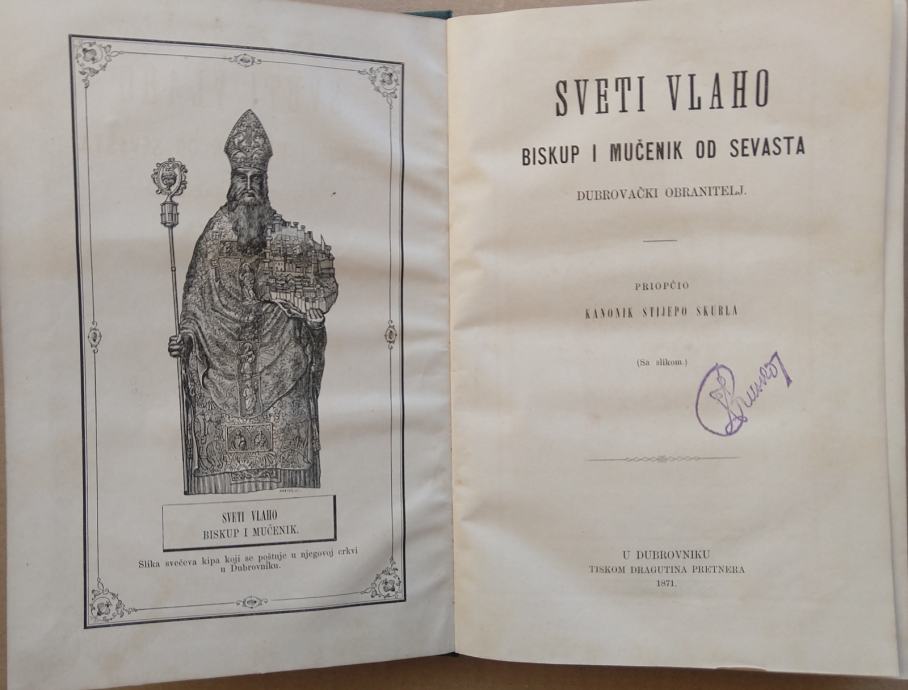 SVETI VLAHO
BISKUP I MUČENIK.
Slika svečeva kipa koji se poštuje u njegovoj crkvi
u Dubrovniku.
SVETI VLAHO
BISKUP I MUČENIK OD SEVASTA
DUBROVAČKI OBRANITELJ.
PRIOPĆIO
KANONIK STIJEPO SKURLA
(Sa slikom.)
U DUBROVNIKU
TISKOM DRAGUTINA PRETNERA
1871.